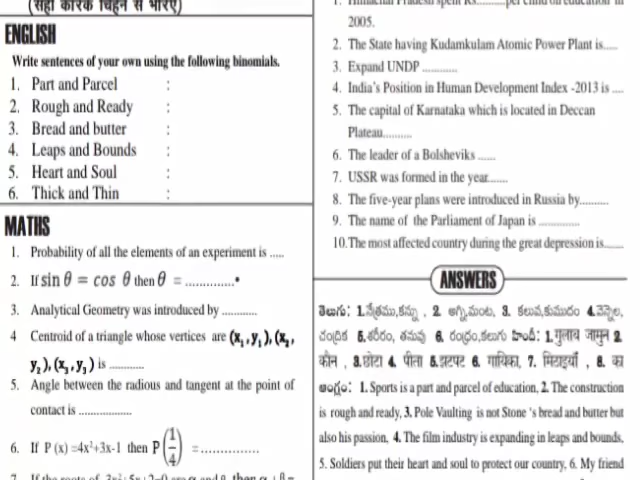 (सही कारक चिह्न से भरिए)
ENGLISH
Write sentences of your own using the following binomials.
1. Part and Parcel :
2. Rough and Ready :
3. Bread and butter :
4. Leaps and Bounds :
5. Heart and Soul :
6. Thick and Thin :
MATHS
1. Probability of all the elements of an experiment is .....
2. If sin θ = cos θ then θ = ..............
3. Analytical Geometry was introduced by ............
4 Centroid of a triangle whose vertices are (x₁,y₁),(x₂,
y₂),(x₃,y₃) is ............
5. Angle between the radious and tangent at the point of
contact is ..................
6. If P (x) =4x²+3x-1 then P(1/4) = ...............
1. Himachal Pradesh spent Rs.........per child on education in
2005.
2. The State having Kudamkulam Atomic Power Plant is.....
3. Expand UNDP ............
4. India's Position in Human Development Index -2013 is ....
5. The capital of Karnataka which is located in Deccan
Plateau..........
6. The leader of a Bolsheviks ......
7. USSR was formed in the year.......
8. The five-year plans were introduced in Russia by..........
9. The name of the Parliament of Japan is ..............
10.The most affected country during the great depression is.......
ANSWERS
తెలుగు: 1.నేత్రము,కన్ను , 2. అగ్ని,మంట, 3. కలువ,కుముదం 4.వెన్నెల,
చంద్రిక 5.శరీరం, తనువు 6. రంధ్రం,కలుగు హిందీ: 1.गुलाब जामुन 2.
कौन , 3.छोटा 4. पीता 5.झटपट 6. गायिका, 7. मिटाइयाँ , 8. का
ఆంగ్లం: 1. Sports is a part and parcel of education, 2. The construction
is rough and ready, 3. Pole Vaulting is not Stone 's bread and butter but
also his passion, 4. The film industry is expanding in leaps and bounds,
5. Soldiers put their heart and soul to protect our country, 6. My friend